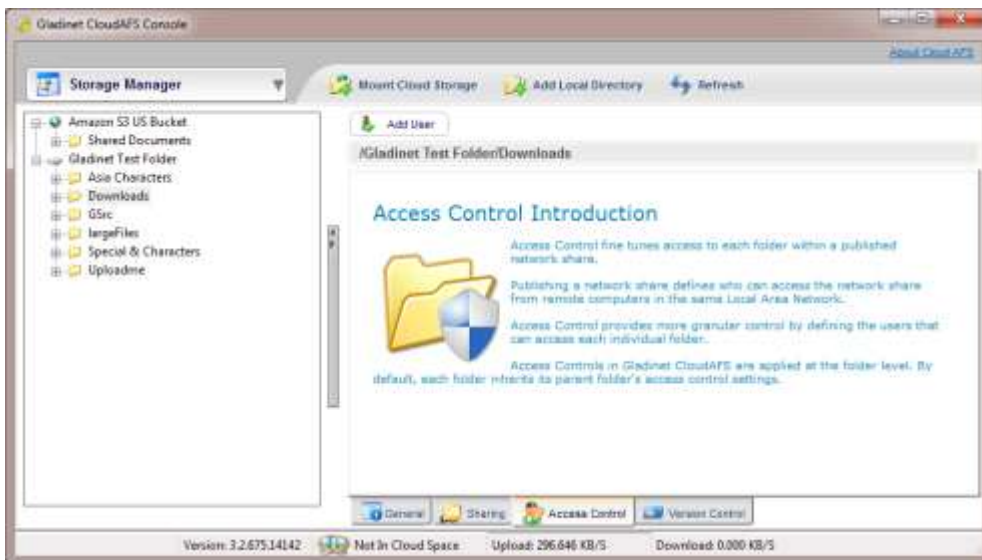 Gladinet CloudAFS Console
About Cloud AFS
Storage Manager
Mount Cloud Storage
Add Local Directory
Refresh
Amazon S3 US Bucket
Shared Documents
Gladinet Test Folder
Asia Characters
Downloads
GSrc
largeFiles
Special & Characters
Uploadme
Add User
/Gladinet Test Folder/Downloads
Access Control Introduction
Access Control fine tunes access to each folder within a published
network share.
Publishing a network share defines who can access the network share
from remote computers in the same Local Area Network.
Access Control provides more granular control by defining the users that
can access each individual folder.
Access Controls in Gladinet CloudAFS are applied at the folder level. By
default, each folder inherits its parent folder's access control settings.
General
Sharing
Access Control
Version Control
Version: 3.2.675.14142
Not In Cloud Space
Upload: 296.646 KB/S
Download: 0.000 KB/S